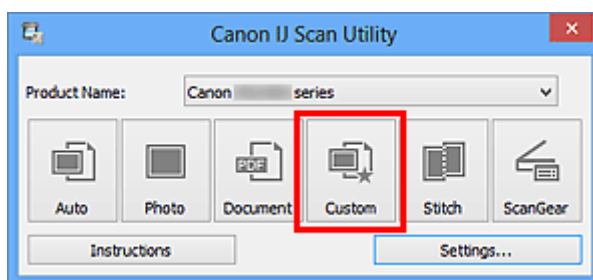 Canon IJ Scan Utility
Product Name: Canon series
Auto Photo Document Custom Stitch ScanGear
PDF
Instructions Settings...